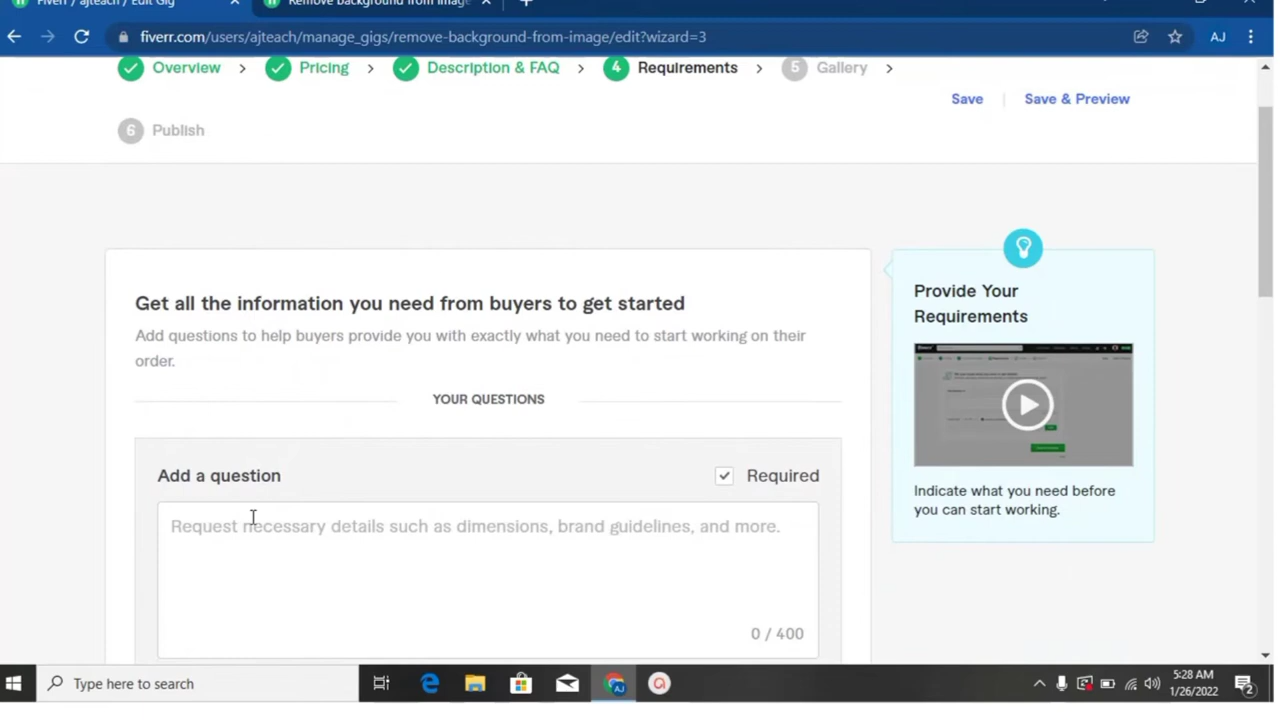 Fiverr / ajteach / Edit Gig
Remove background from image
fiverr.com/users/ajteach/manage_gigs/remove-background-from-image/edit?wizard=3
AJ
Overview
Pricing
Description & FAQ
4 Requirements
5 Gallery
Save
Save & Preview
6 Publish
Get all the information you need from buyers to get started
Add questions to help buyers provide you with exactly what you need to start working on their
order.
YOUR QUESTIONS
Add a question
Required
Request necessary details such as dimensions, brand guidelines, and more.
0 / 400
Provide Your
Requirements
Indicate what you need before
you can start working.
Type here to search
AJ
5:28 AM
1/26/2022
2